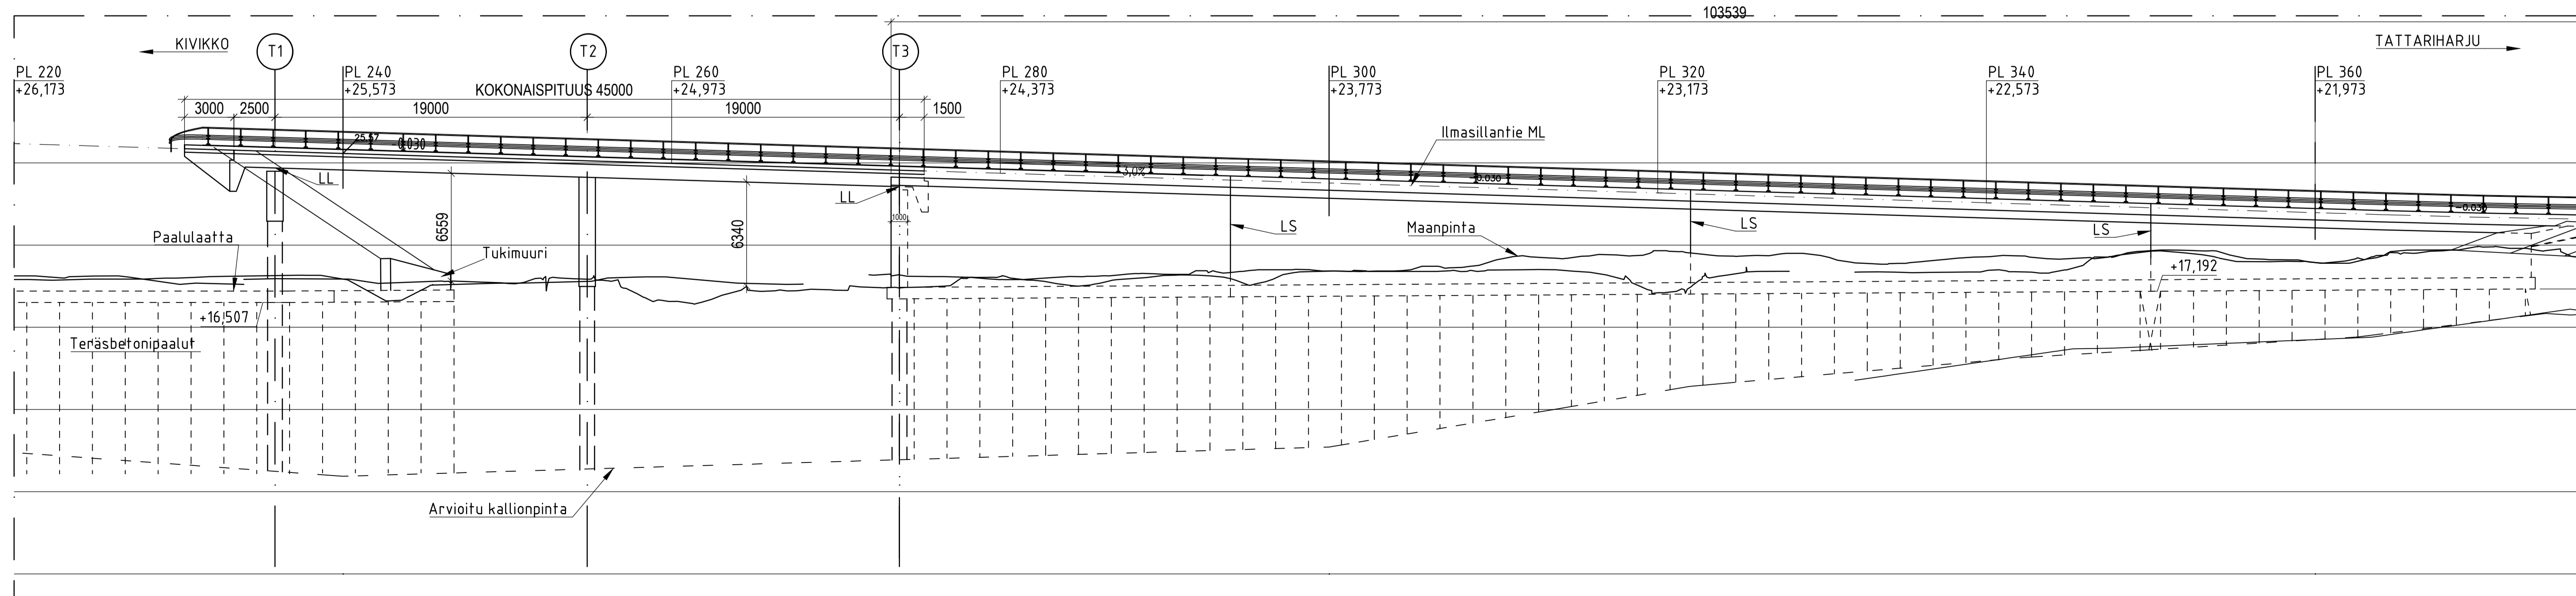 103539
KIVIKKO
T1
T2
T3
TATTARIHARJU
PL 220
+26,173
PL 240
+25,573
PL 260
+24,973
PL 280
+24,373
PL 300
+23,773
PL 320
+23,173
PL 340
+22,573
PL 360
+21,973
KOKONAISPITUUS 45000
3000
2500
19000
19000
1500
Ilmasillantie ML
25.57
-0.030
3,0%
-0.030
-0.030
LL
LL
1000
6559
6340
LS
LS
LS
Paalulaatta
Tukimuuri
Maanpinta
+17,192
+16,507
Teräsbetonipaalut
Arvioitu kallionpinta